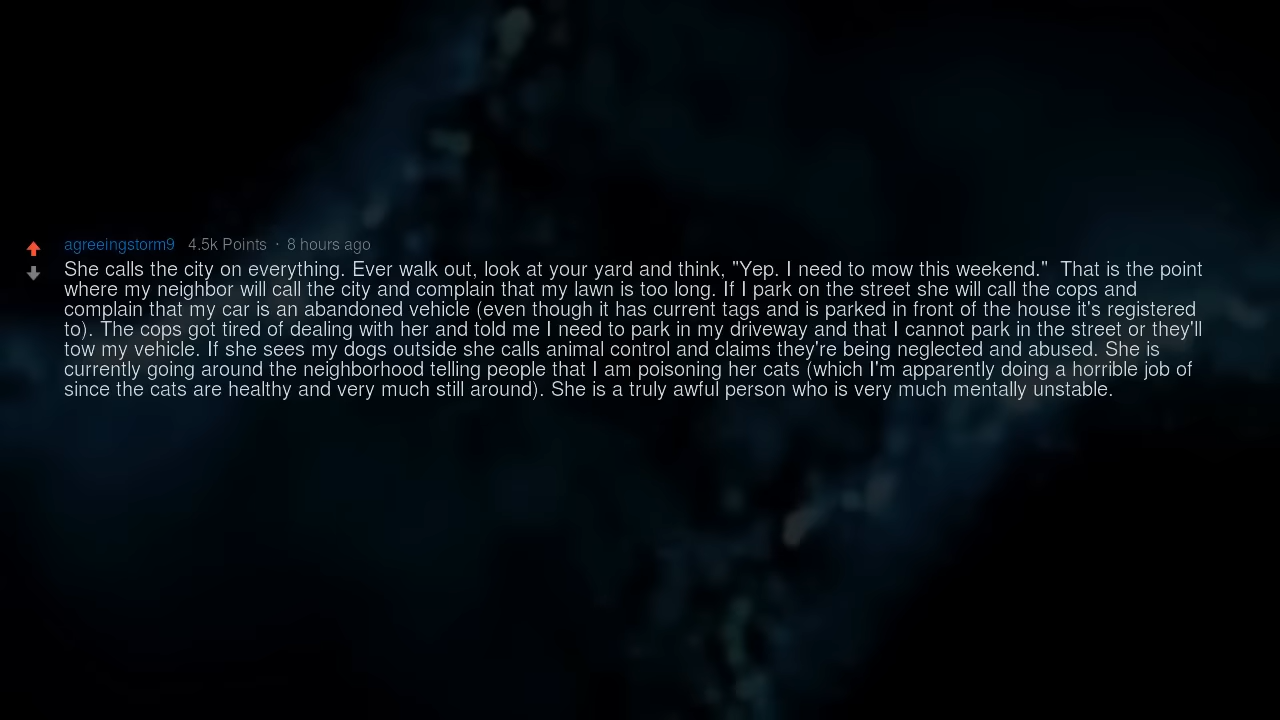 agreeingstorm9 4.5k Points · 8 hours ago
She calls the city on everything. Ever walk out, look at your yard and think, "Yep. I need to mow this weekend."  That is the point
where my neighbor will call the city and complain that my lawn is too long. If I park on the street she will call the cops and
complain that my car is an abandoned vehicle (even though it has current tags and is parked in front of the house it's registered
to). The cops got tired of dealing with her and told me I need to park in my driveway and that I cannot park in the street or they'll
tow my vehicle. If she sees my dogs outside she calls animal control and claims they're being neglected and abused. She is
currently going around the neighborhood telling people that I am poisoning her cats (which I'm apparently doing a horrible job of
since the cats are healthy and very much still around). She is a truly awful person who is very much mentally unstable.